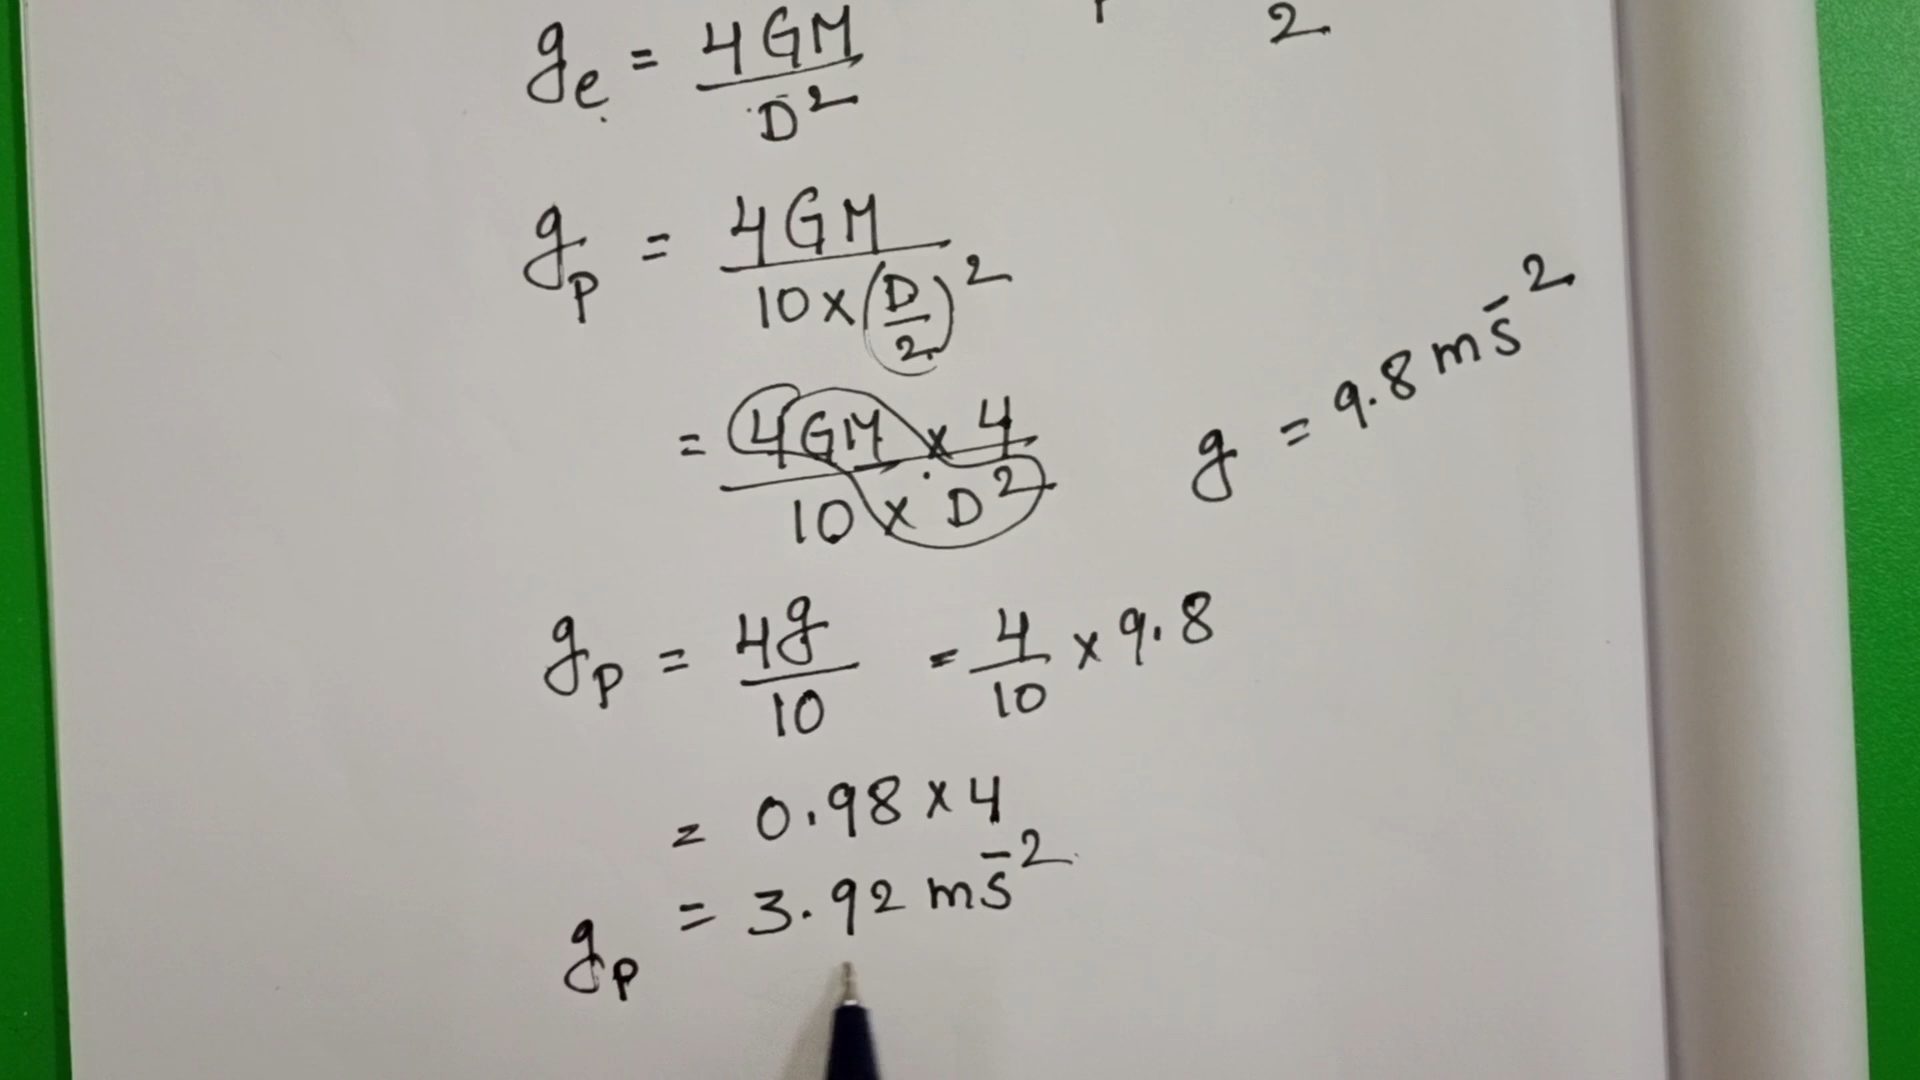 2
gₑ = 4GM / D²
gₚ = 4GM / 10 × (D/2)²
= 4GM × 4 / 10 × D²
g = 9.8 ms⁻²
gₚ = 4g / 10 = 4/10 × 9.8
= 0.98 × 4
gₚ = 3.92 ms⁻²